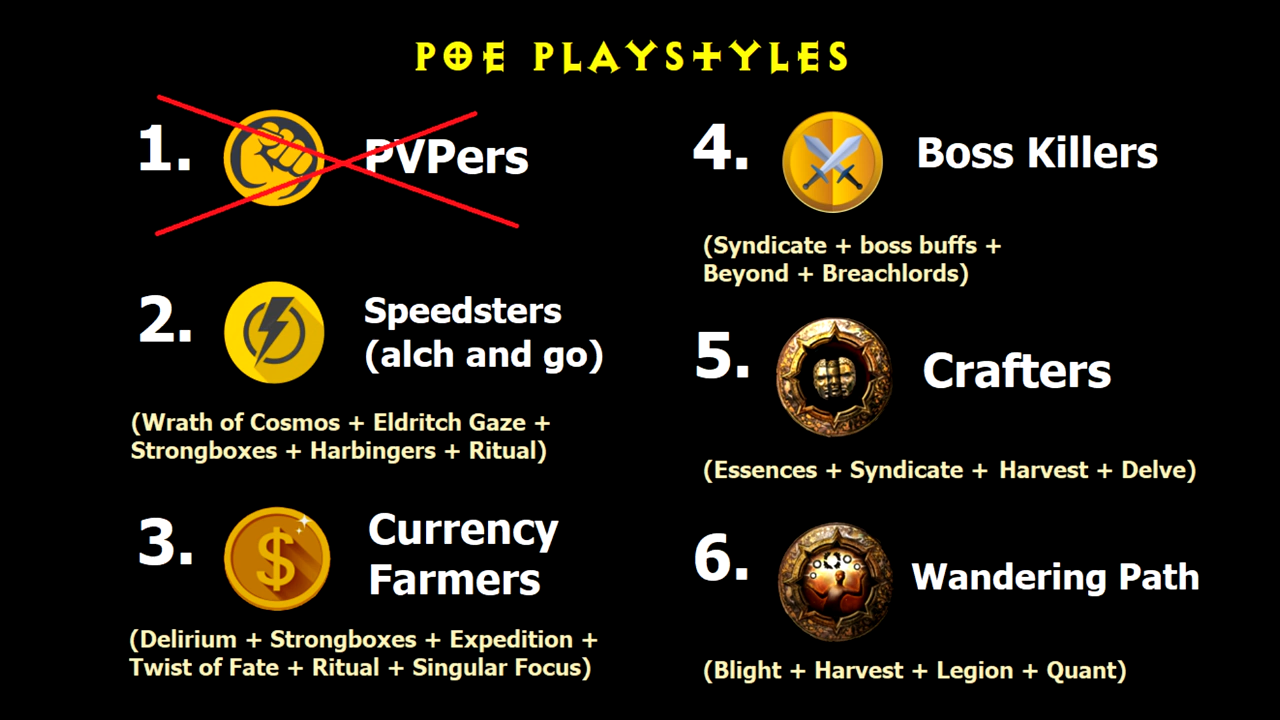 POE PLAYSTYLES
1. PVPers
2. Speedsters
(alch and go)
(Wrath of Cosmos + Eldritch Gaze +
Strongboxes + Harbingers + Ritual)
3. Currency
Farmers
(Delirium + Strongboxes + Expedition +
Twist of Fate + Ritual + Singular Focus)
4. Boss Killers
(Syndicate + boss buffs +
Beyond + Breachlords)
5. Crafters
(Essences + Syndicate + Harvest + Delve)
6. Wandering Path
(Blight + Harvest + Legion + Quant)